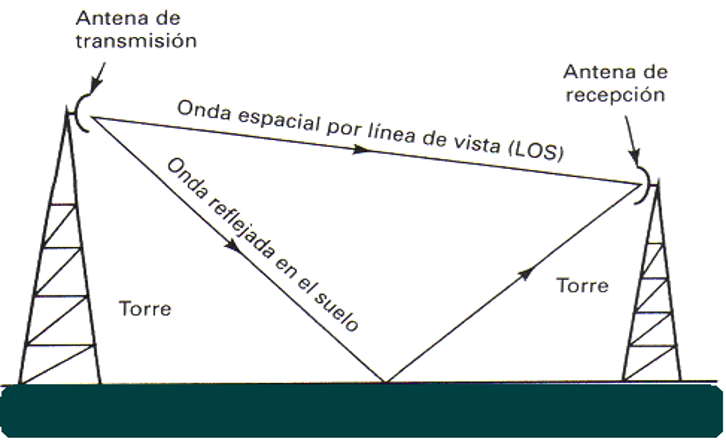 Antena de
transmisión
Antena de
recepción
Onda espacial por línea de vista (LOS)
Onda reflejada en el suelo
Torre
Torre